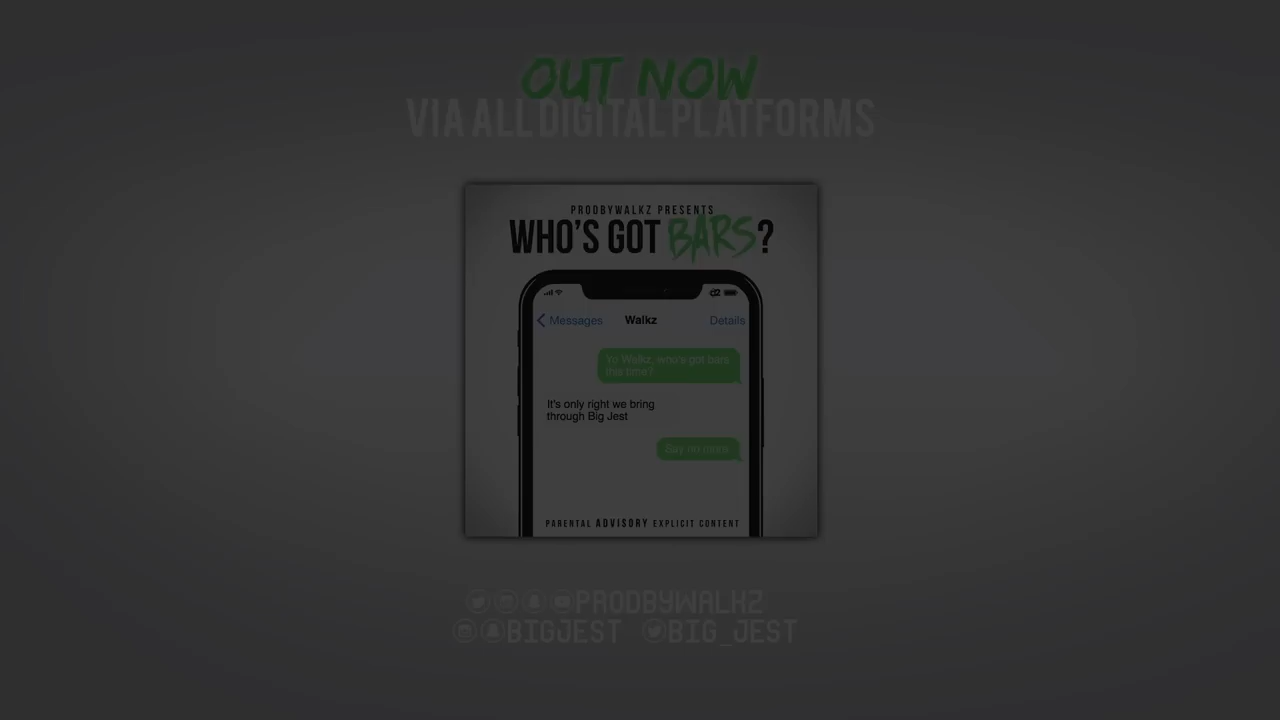 OUT NOW
VIA ALL DIGITAL PLATFORMS
PRODBYWALKZ PRESENTS
WHO'S GOT BARS?
Messages Walkz Details
Yo Walkz, who's got bars
this time?
It's only right we bring
through Big Jest
Say no more
PARENTAL ADVISORY EXPLICIT CONTENT
PRODBYWALKZ
BIGJEST BIG_JEST